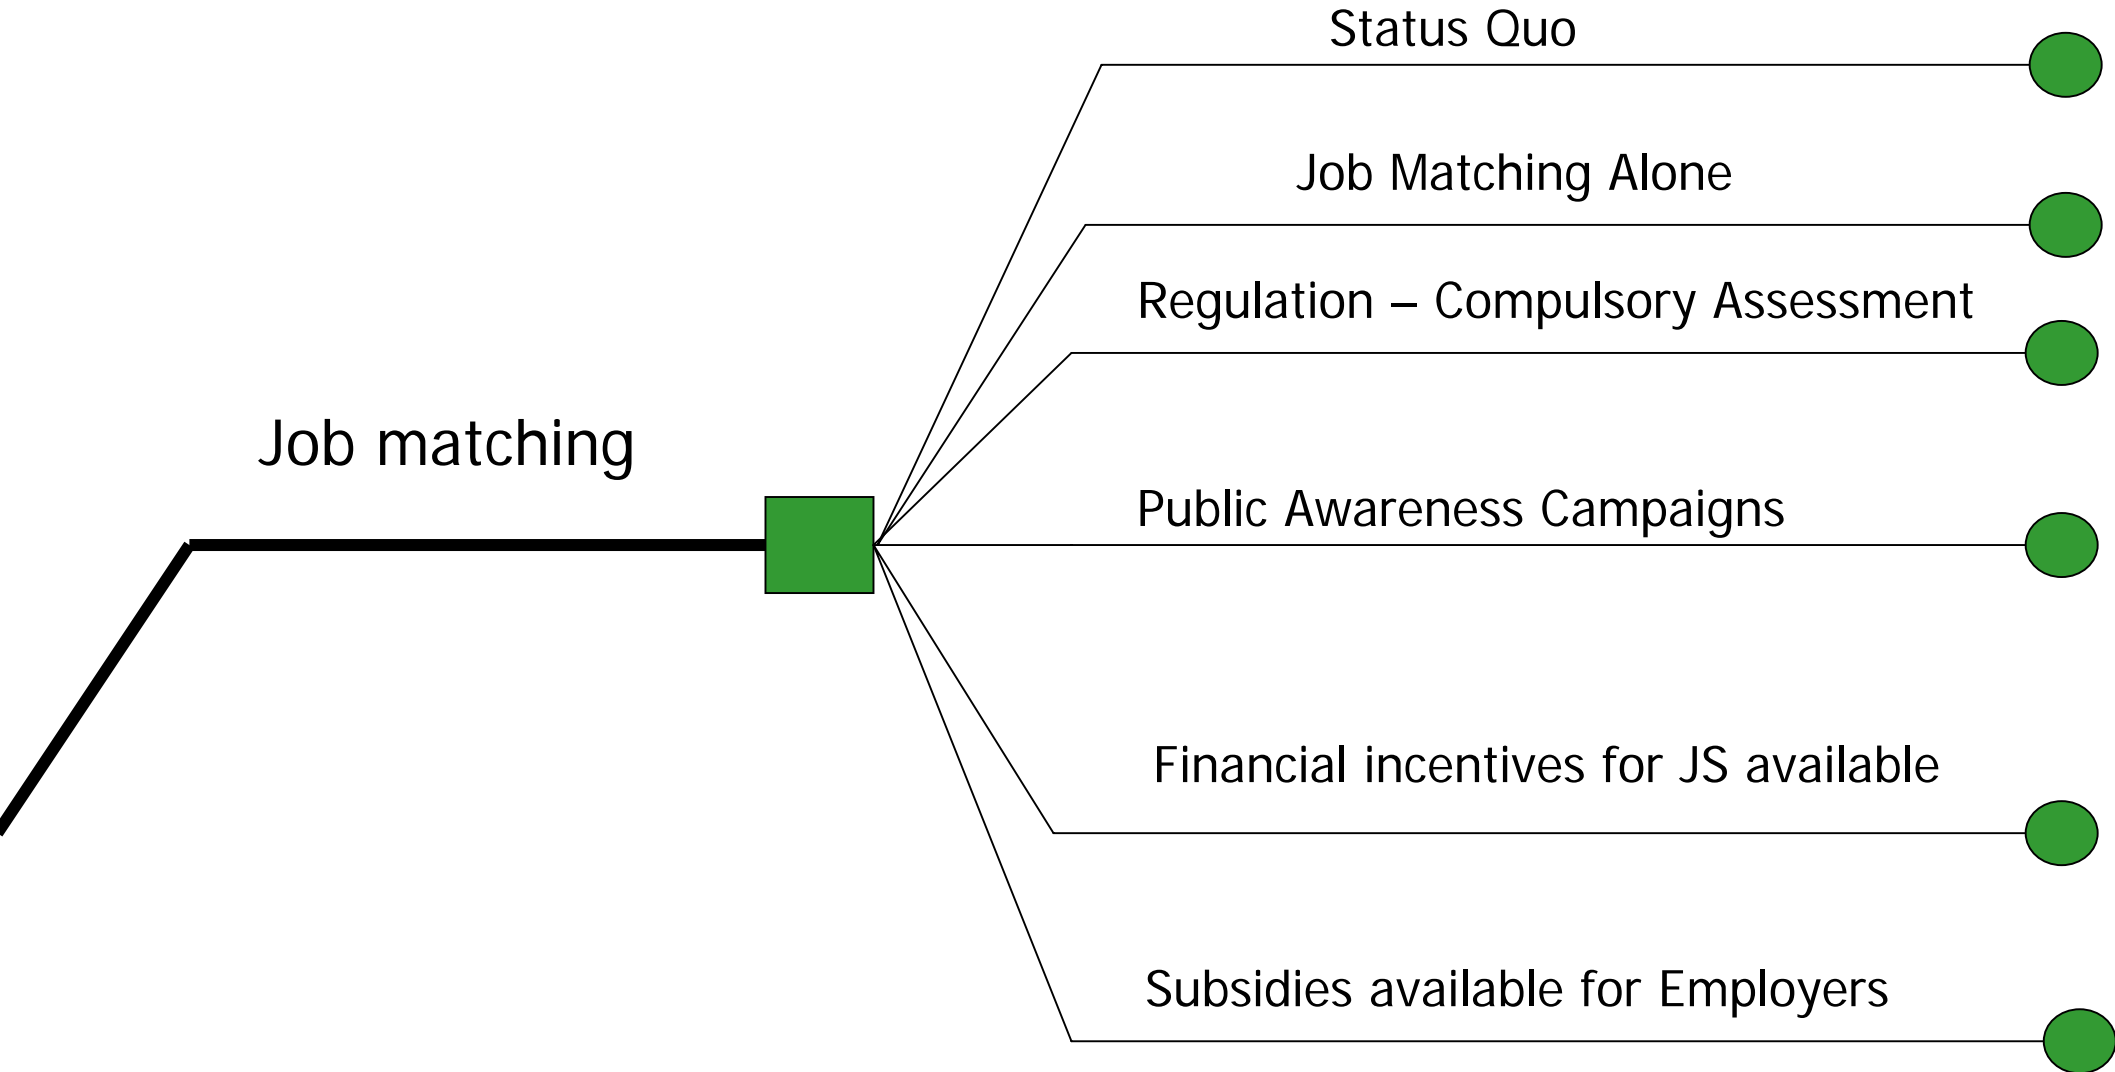 Status Quo
Job Matching Alone
Regulation – Compulsory Assessment
Job matching
Public Awareness Campaigns
Financial incentives for JS available
Subsidies available for Employers